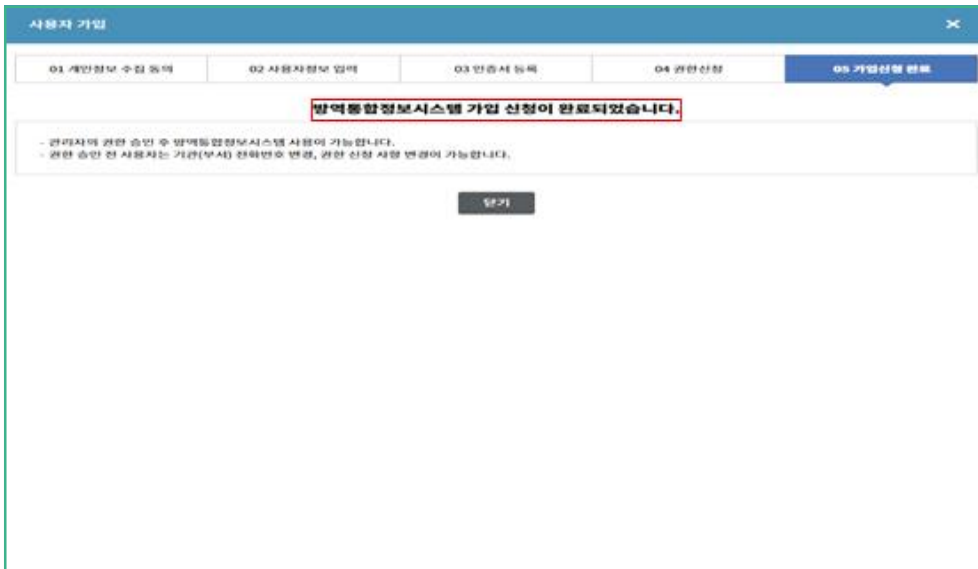 사용자 가입
01 개인정보 수집 동의
02 사용자정보 입력
03 인증서 등록
04 권한신청
05 가입신청 완료
방역통합정보시스템 가입 신청이 완료되었습니다.
- 관리자의 권한 승인 후 방역통합정보시스템 사용이 가능합니다.
- 권한 승인 전 사용자는 기관(부서) 전화번호 변경, 권한 신청 사항 변경이 가능합니다.
닫기